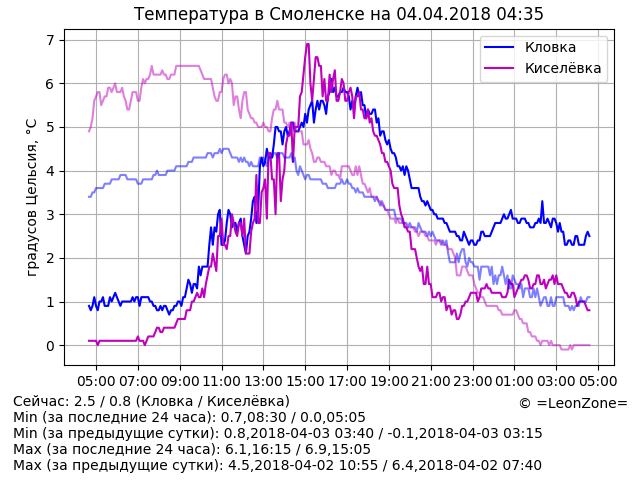 Температура в Смоленске на 04.04.2018 04:35
градусов Цельсия, °C
7
6
5
4
3
2
1
0
Кловка
Киселёвка
05:00 07:00 09:00 11:00 13:00 15:00 17:00 19:00 21:00 23:00 01:00 03:00 05:00
Сейчас: 2.5 / 0.8 (Кловка / Киселёвка)
© =LeonZone=
Min (за последние 24 часа): 0.7,08:30 / 0.0,05:05
Min (за предыдущие сутки): 0.8,2018-04-03 03:40 / -0.1,2018-04-03 03:15
Max (за последние 24 часа): 6.1,16:15 / 6.9,15:05
Max (за предыдущие сутки): 4.5,2018-04-02 10:55 / 6.4,2018-04-02 07:40